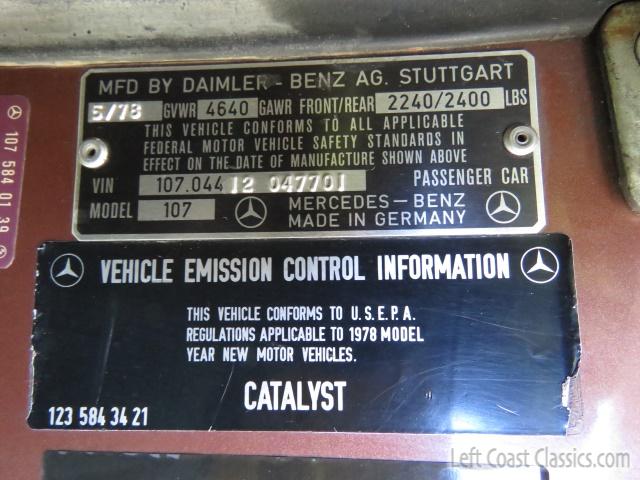 MFD BY DAIMLER - BENZ AG. STUTTGART
5/78 GVWR 4640 GAWR FRONT/REAR 2240/2400 LBS
THIS VEHICLE CONFORMS TO ALL APPLICABLE
FEDERAL MOTOR VEHICLE SAFETY STANDARDS IN
EFFECT ON THE DATE OF MANUFACTURE SHOWN ABOVE
VIN 107.044 12 047701 PASSENGER CAR
MODEL 107 MERCEDES-BENZ
MADE IN GERMANY
107 584 01 39
VEHICLE EMISSION CONTROL INFORMATION
THIS VEHICLE CONFORMS TO U.S.E.P.A.
REGULATIONS APPLICABLE TO 1978 MODEL
YEAR NEW MOTOR VEHICLES.
CATALYST
123 584 34 21
Left Coast Classics.com